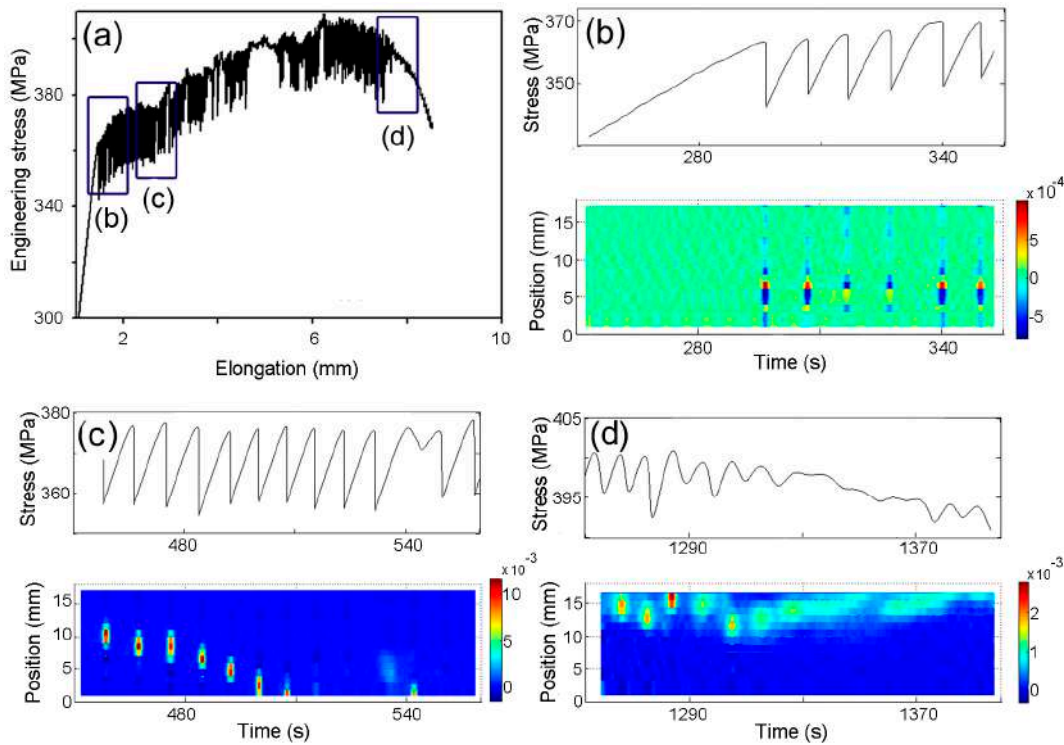 (a)
Engineering stress (MPa)
380
360
340
300
2
4
6
8
10
Elongation (mm)
(b)
(c)
(d)
(b)
Stress (MPa)
370
350
280
340
Position (mm)
15
10
5
0
280
340
Time (s)
x 10⁻⁴
5
0
-5
(c)
Stress (MPa)
380
360
480
540
Position (mm)
15
10
5
0
480
540
Time (s)
x 10⁻³
10
5
0
(d)
Stress (MPa)
405
395
1290
1370
Position (mm)
15
10
5
0
1290
1370
Time (s)
x 10⁻³
2
1
0